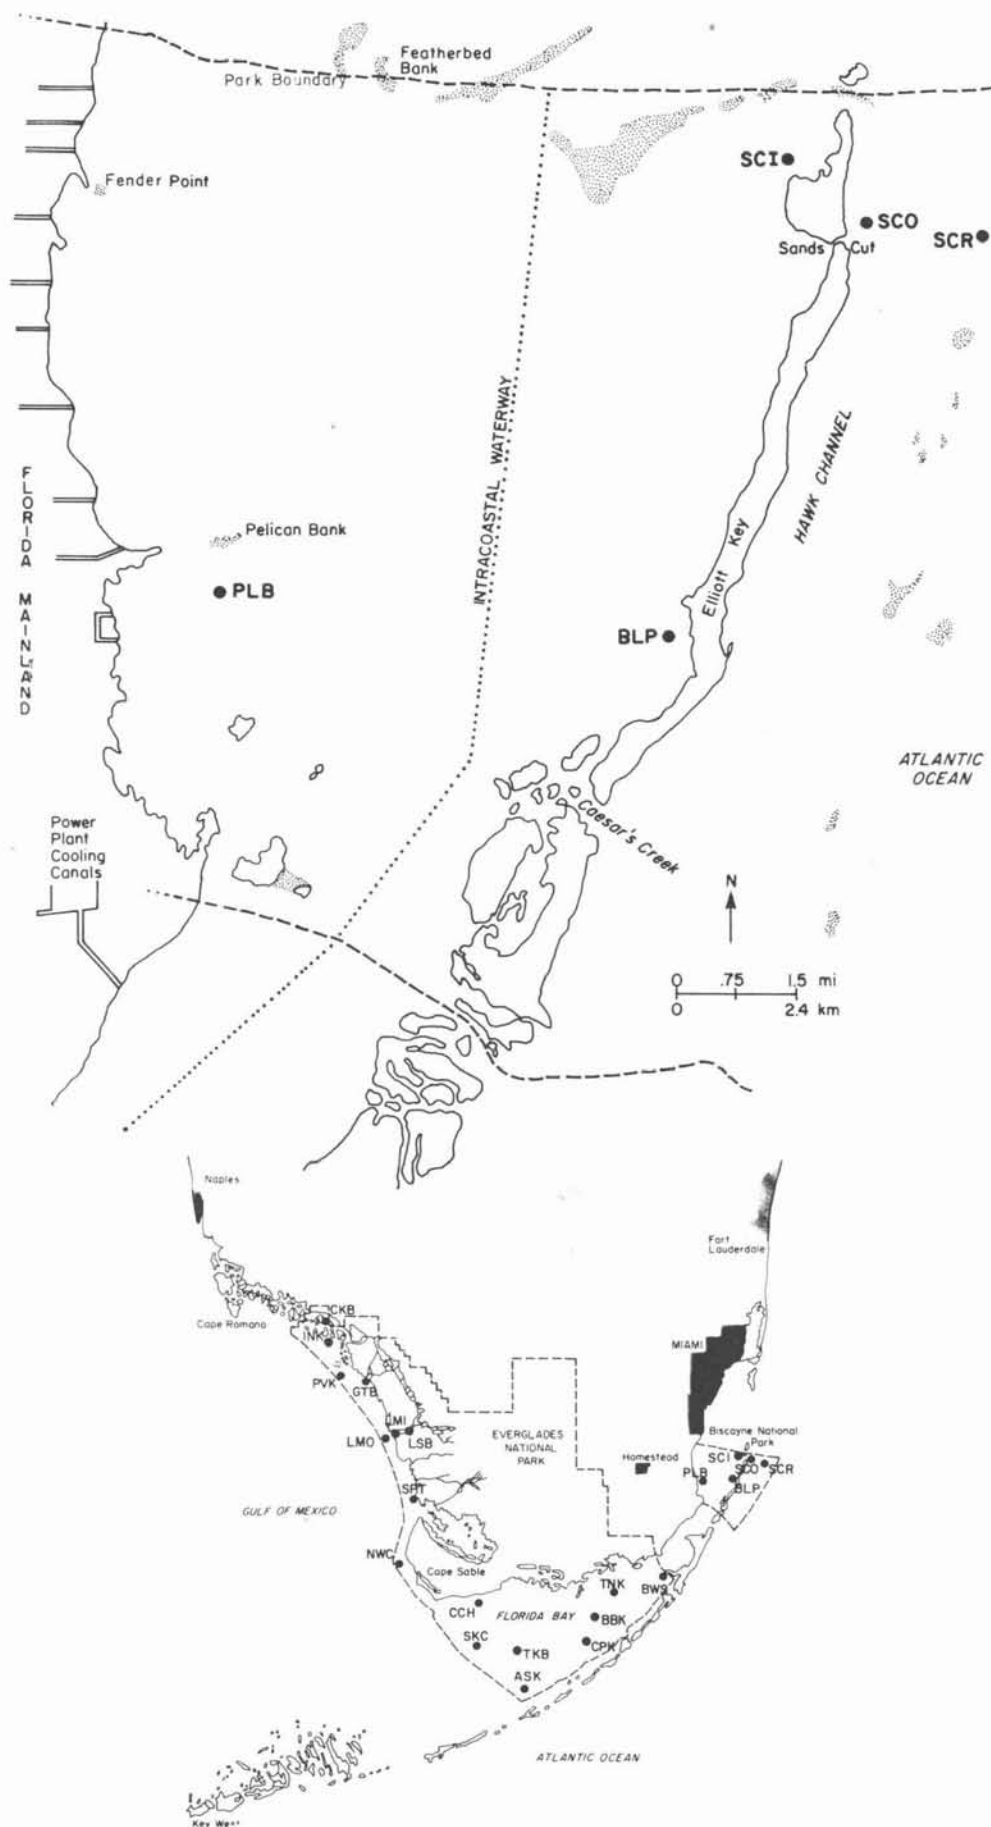 Featherbed
Bank
Park Boundary
SCI
Fender Point
SCO
SCR
Sands Cut
INTRACOASTAL WATERWAY
HAWK CHANNEL
FLORIDA MAINLAND
Pelican Bank
Elliott Key
PLB
BLP
ATLANTIC
OCEAN
Caesar's Creek
Power
Plant
Cooling
Canals
N
0 .75 1.5 mi
0 2.4 km
Naples
Fort
Lauderdale
CKB
Cape Romano
INK
MIAMI
PVK
GTB
LMI
LMO
LSB
EVERGLADES
NATIONAL
PARK
Biscayne National
Park
Homestead
SCI
SCO
SCR
PLB
BLP
SPT
GULF OF MEXICO
NWC
Cape Sable
TNK
BWS
CCH
FLORIDA BAY
BBK
SKC
CPK
TKB
ASK
ATLANTIC OCEAN
Key West